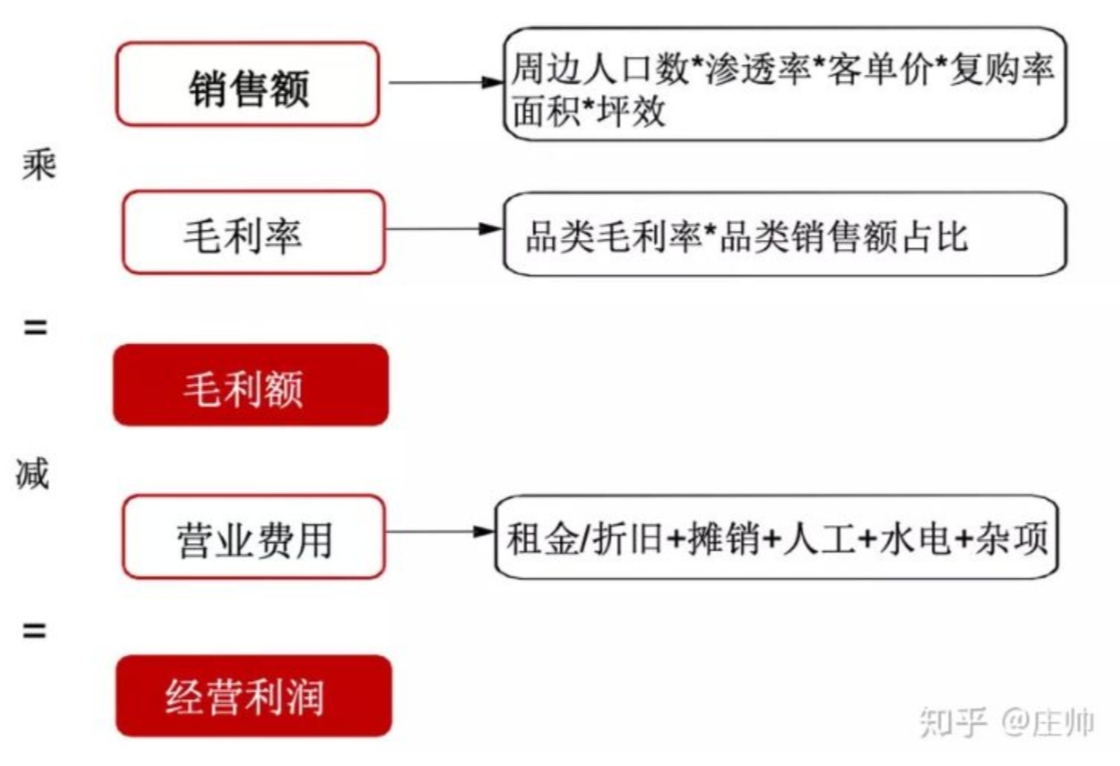 销售额
周边人口数*渗透率*客单价*复购率
面积*坪效
乘
毛利率
品类毛利率*品类销售额占比
=
毛利额
减
营业费用
租金/折旧+摊销+人工+水电+杂项
=
经营利润
知乎 @庄帅